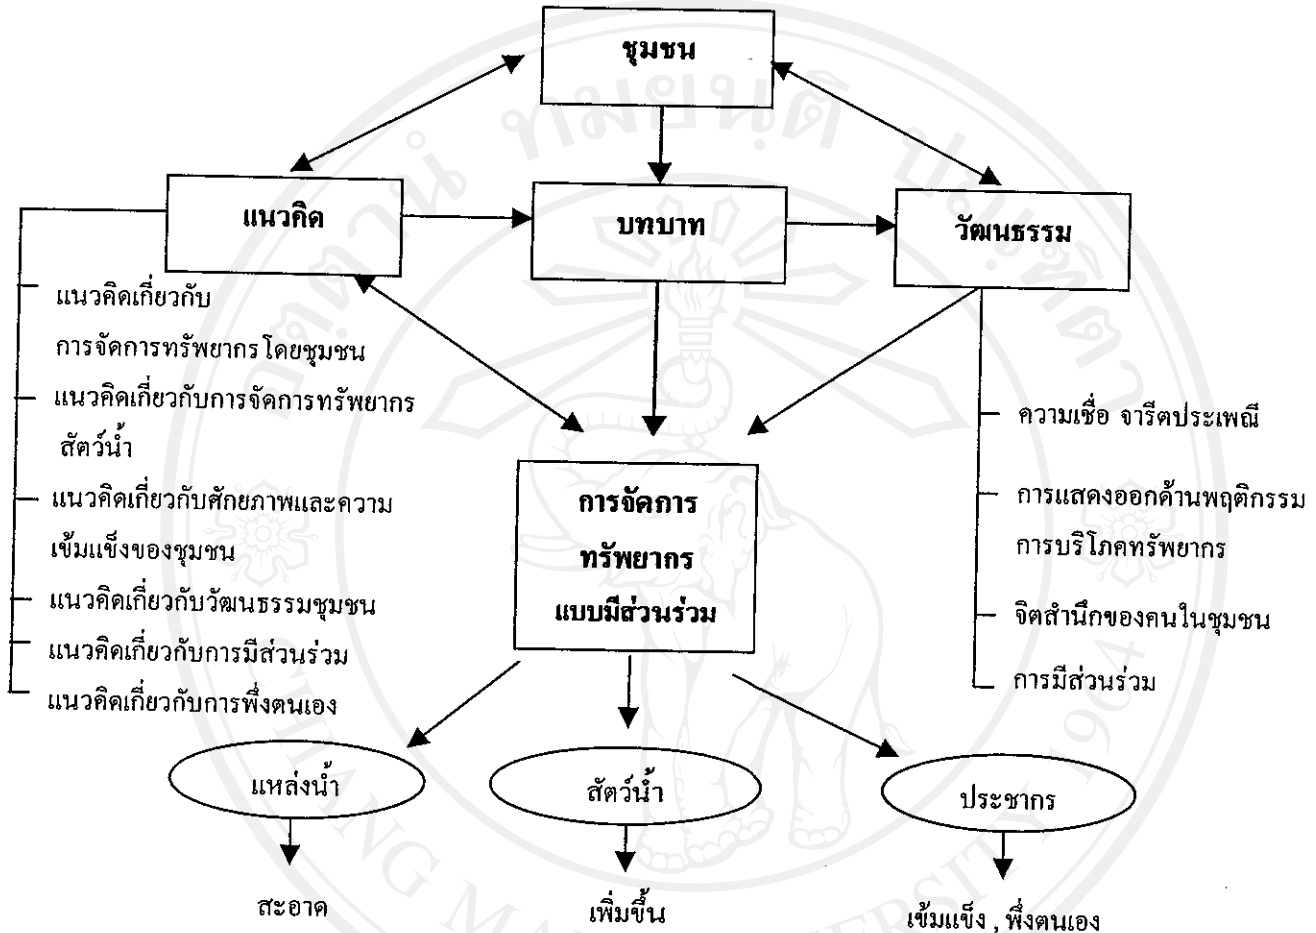 ชุมชน
แนวคิด
บทบาท
วัฒนธรรม
แนวคิดเกี่ยวกับ
การจัดการทรัพยากรโดยชุมชน
แนวคิดเกี่ยวกับการจัดการทรัพยากร
สัตว์น้ำ
แนวคิดเกี่ยวกับศักยภาพและความ
เข้มแข็งของชุมชน
แนวคิดเกี่ยวกับวัฒนธรรมชุมชน
แนวคิดเกี่ยวกับการมีส่วนร่วม
แนวคิดเกี่ยวกับการพึ่งตนเอง
การจัดการ
ทรัพยากร
แบบมีส่วนร่วม
ความเชื่อ จารีตประเพณี
การแสดงออกด้านพฤติกรรม
การบริโภคทรัพยากร
จิตสำนึกของคนในชุมชน
การมีส่วนร่วม
แหล่งน้ำ
สัตว์น้ำ
ประชากร
สะอาด
เพิ่มขึ้น
เข้มแข็ง , พึ่งตนเอง